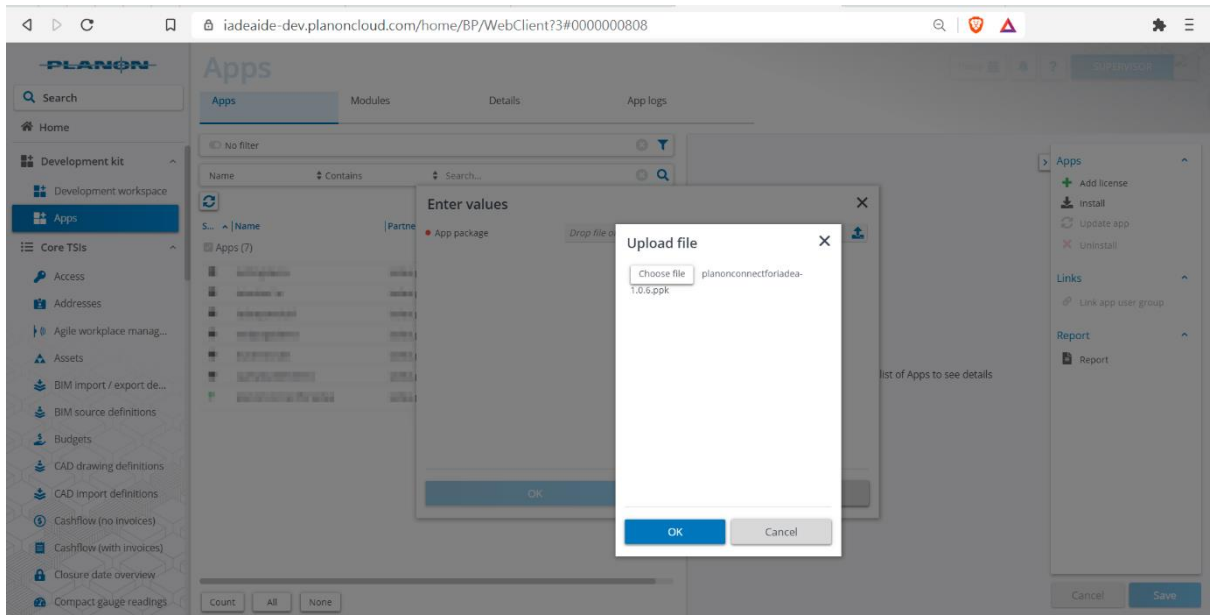 iadeaide-dev.planoncloud.com/home/BP/WebClient?3#0000000808
PLANON
Apps
SUPERVISOR
Search
Apps Modules Details App logs
Home
No filter
Development kit
Apps
Name Contains Search...
Add license
Development workspace
Enter values
Install
Apps
S... Name Partne
App package Drop file o
Upload file
Update app
Core TSIs
Apps (7)
Uninstall
Access
Choose file planonconnectforiadea-
1.0.6.ppk
Links
Addresses
Link app user group
Agile workplace manag...
Report
Assets
list of Apps to see details
Report
BIM import / export de...
BIM source definitions
Budgets
CAD drawing definitions
CAD import definitions
OK
Cashflow (no invoices)
OK Cancel
Cashflow (with invoices)
Closure date overview
Compact gauge readings
Count All None
Cancel Save